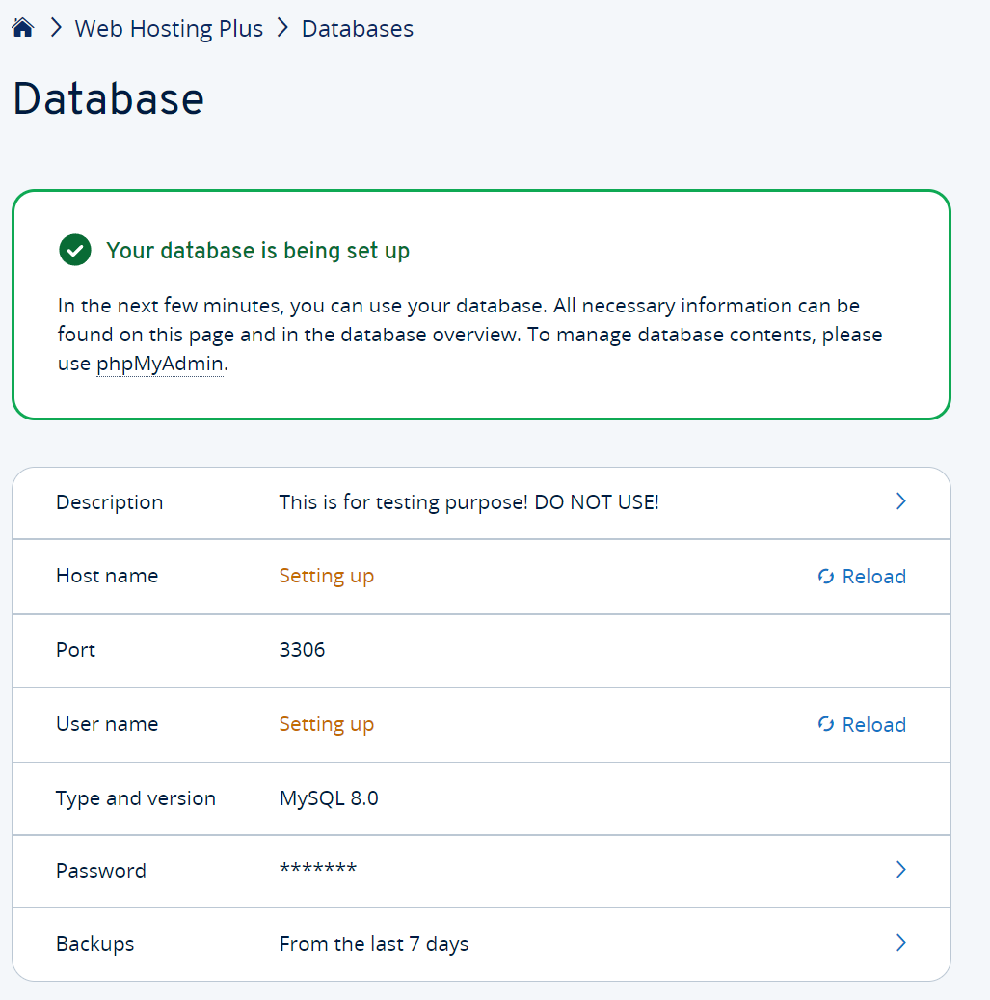 Web Hosting Plus > Databases
Database
Your database is being set up
In the next few minutes, you can use your database. All necessary information can be
found on this page and in the database overview. To manage database contents, please
use phpMyAdmin.
Description This is for testing purpose! DO NOT USE!
Host name Setting up Reload
Port 3306
User name Setting up Reload
Type and version MySQL 8.0
Password *******
Backups From the last 7 days